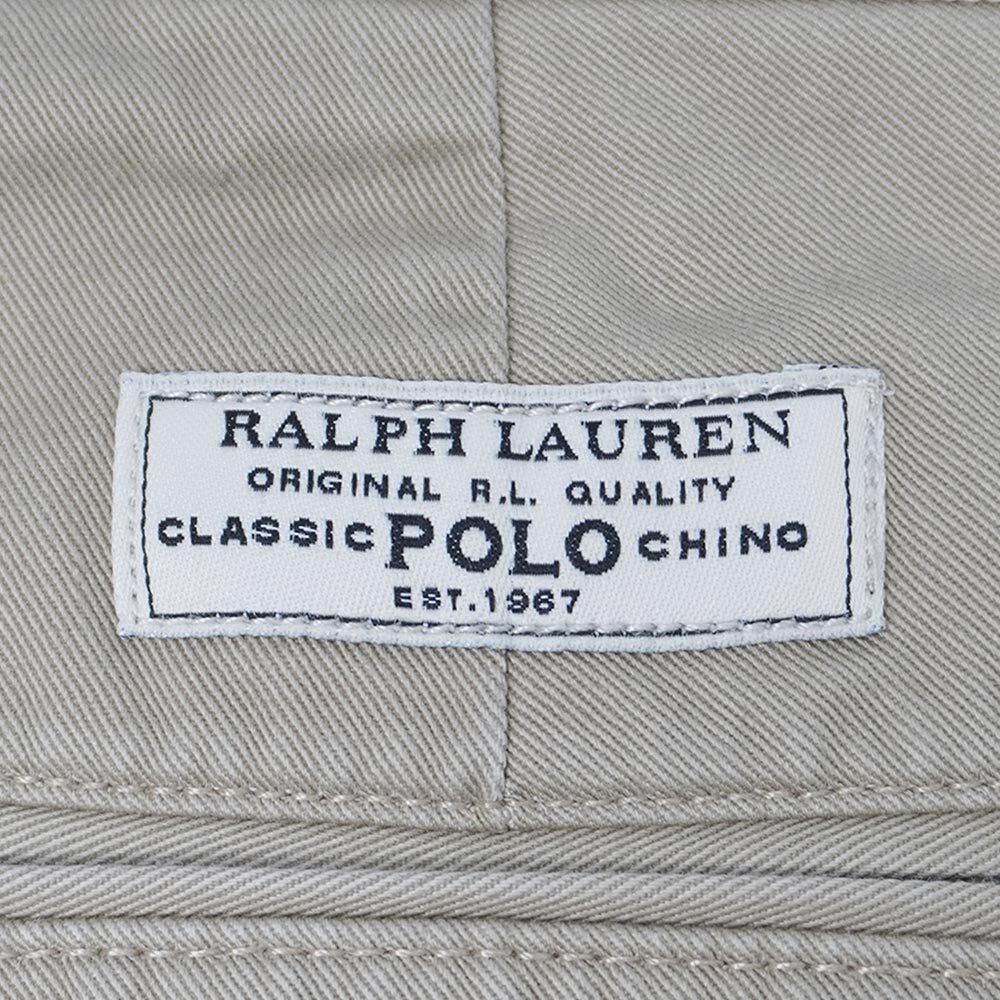 RALPH LAUREN
ORIGINAL R.L. QUALITY
CLASSIC POLO CHINO
EST.1967